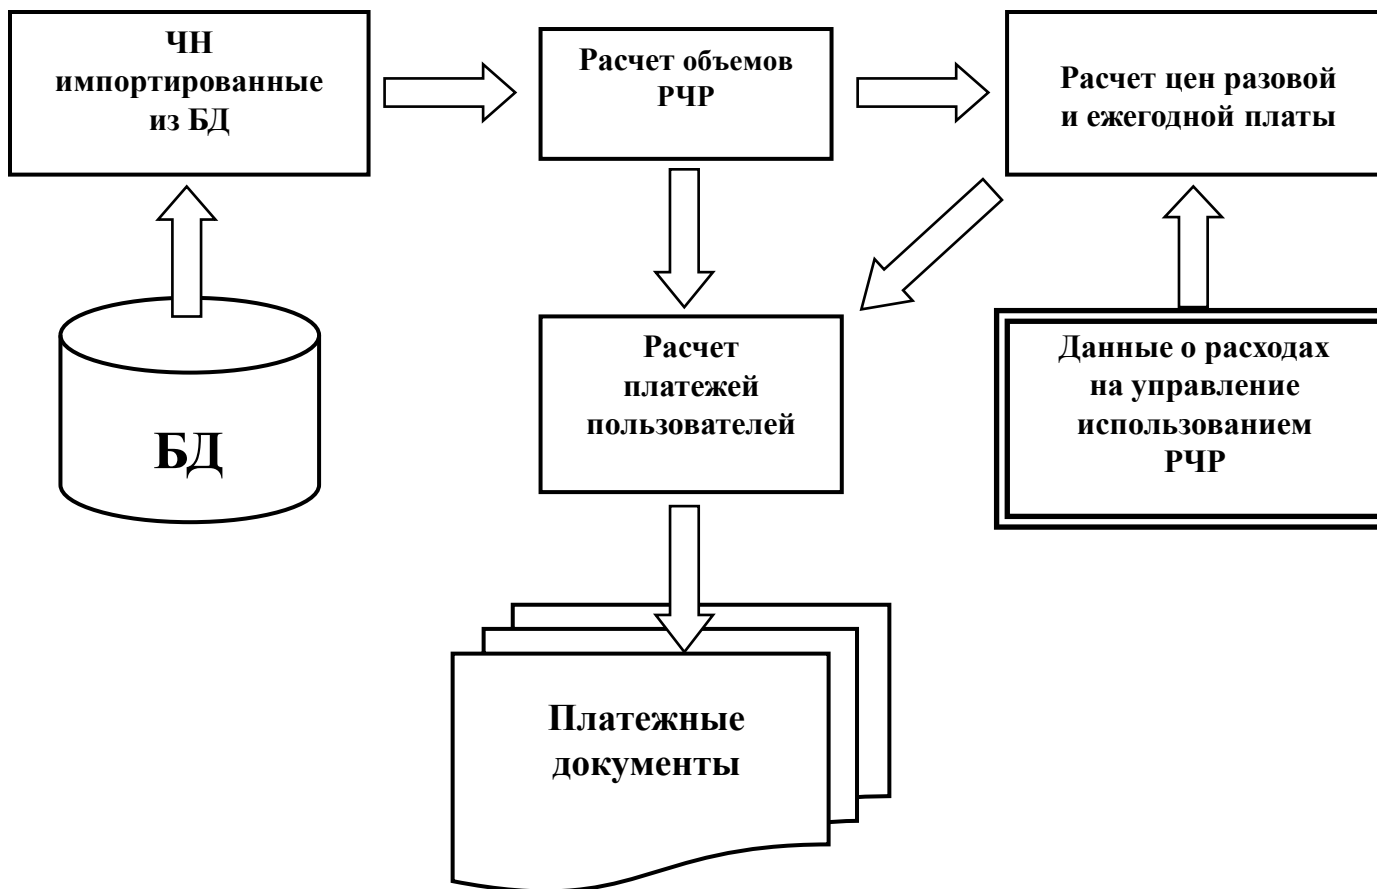 ЧН
импортированные
из БД
Расчет объемов
РЧР
Расчет цен разовой
и ежегодной платы
БД
Расчет
платежей
пользователей
Данные о расходах
на управление
использованием
РЧР
Платежные
документы